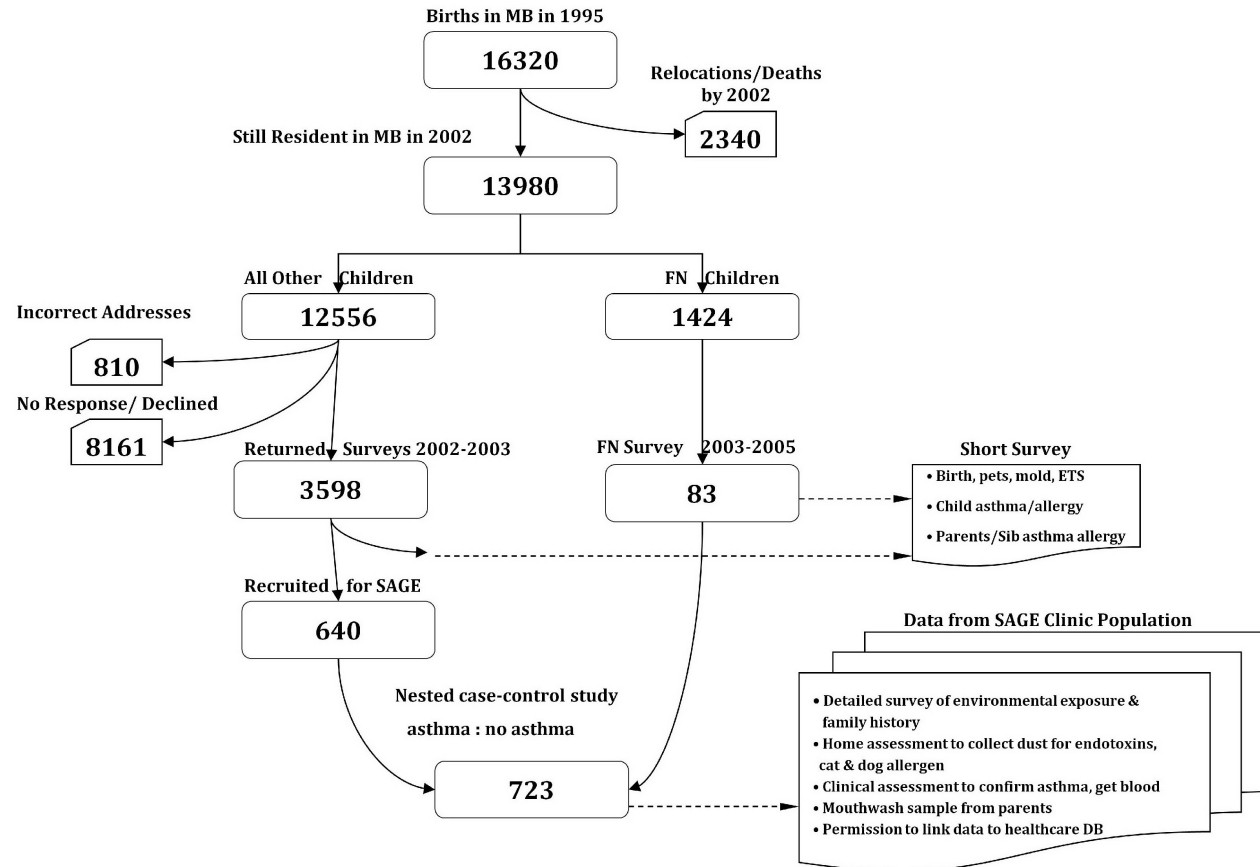 Births in MB in 1995
16320
Relocations/Deaths
by 2002
2340
Still Resident in MB in 2002
13980
All Other Children
12556
FN Children
1424
Incorrect Addresses
810
No Response/ Declined
8161
Returned Surveys 2002-2003
3598
FN Survey 2003-2005
83
Short Survey
• Birth, pets, mold, ETS
• Child asthma/allergy
• Parents/Sib asthma allergy
Recruited for SAGE
640
Nested case-control study
asthma : no asthma
723
Data from SAGE Clinic Population
• Detailed survey of environmental exposure &
family history
• Home assessment to collect dust for endotoxins,
cat & dog allergen
• Clinical assessment to confirm asthma, get blood
• Mouthwash sample from parents
• Permission to link data to healthcare DB